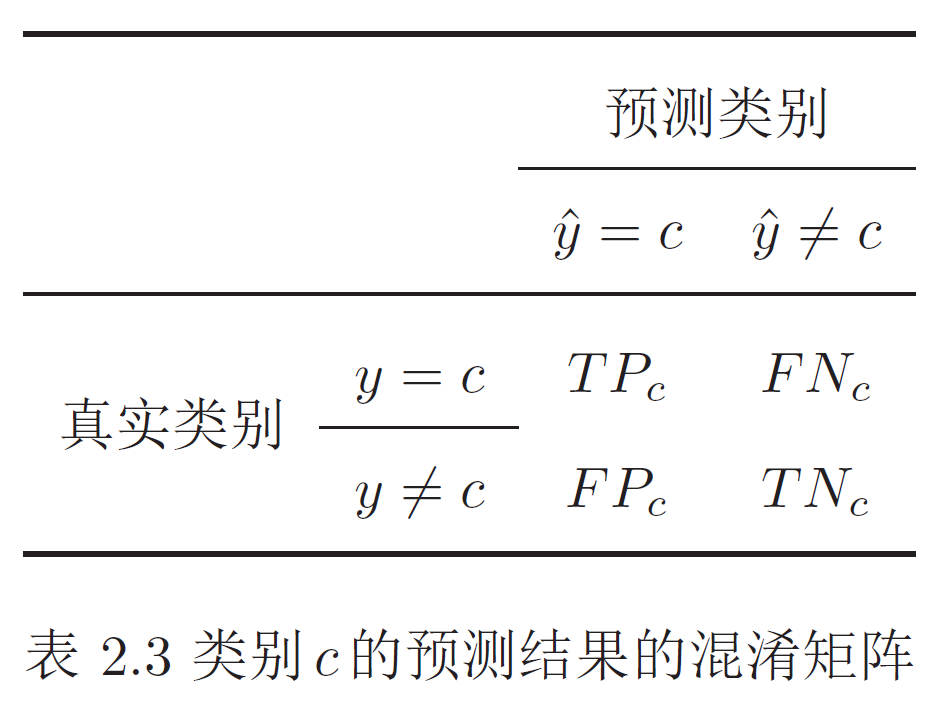 预测类别
ŷ = c ŷ ≠ c
y = c TP_c FN_c
真实类别
y ≠ c FP_c TN_c
表 2.3 类别 c 的预测结果的混淆矩阵